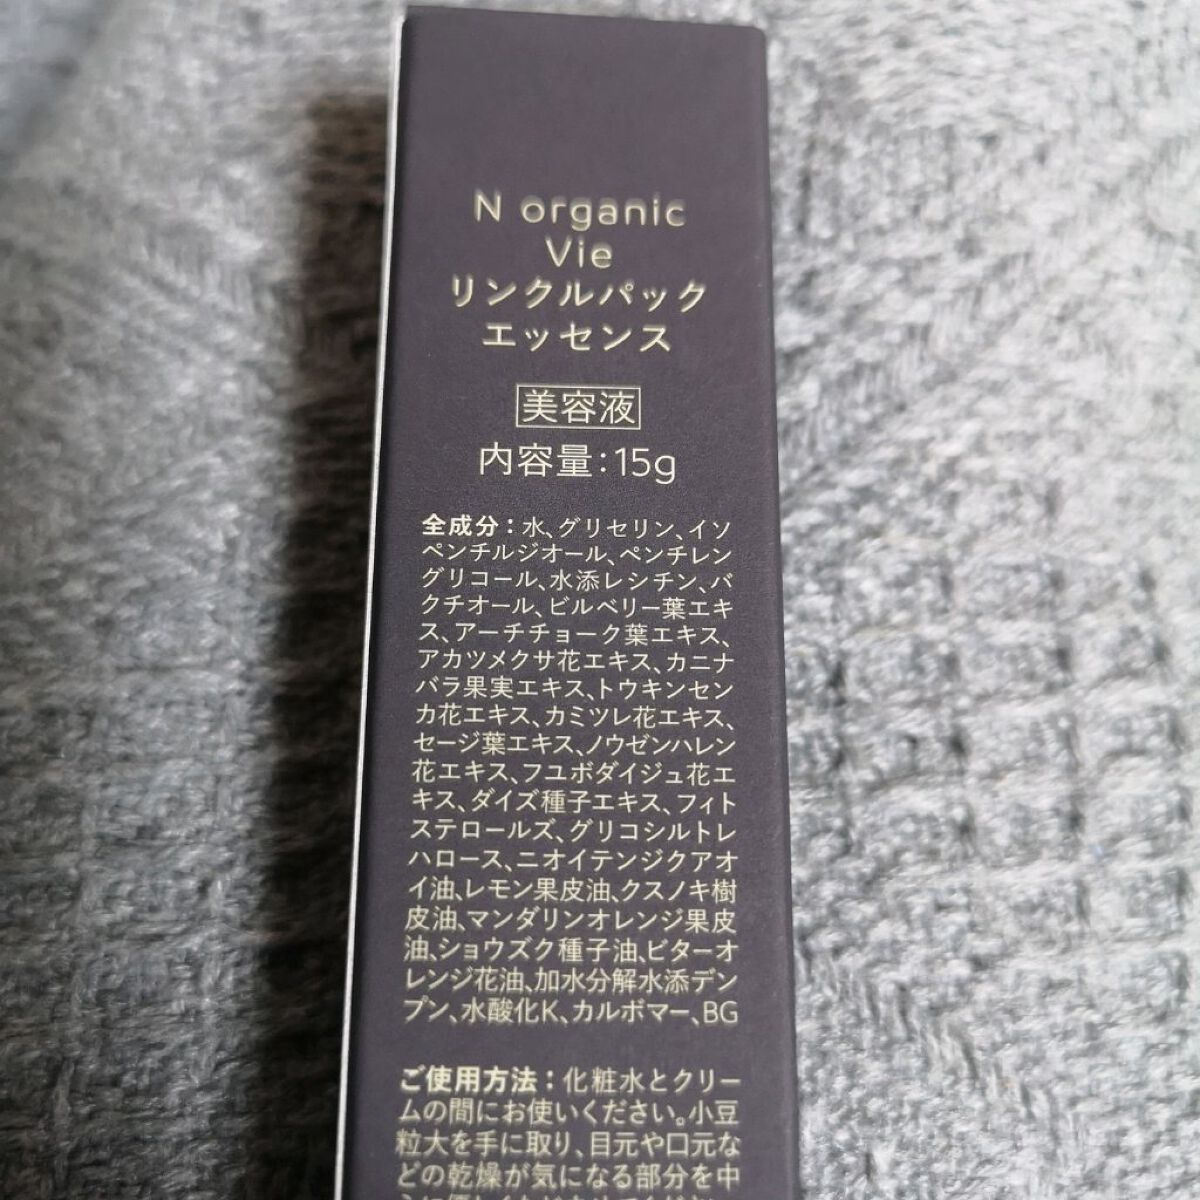 N organic
Vie
リンクルパック
エッセンス
美容液
内容量：15g
全成分：水、グリセリン、イソ
ペンチルジオール、ペンチレン
グリコール、水添レシチン、バ
クチオール、ビルベリー葉エキ
ス、アーチチョーク葉エキス、
アカツメクサ花エキス、カニナ
バラ果実エキス、トウキンセン
カ花エキス、カミツレ花エキス、
セージ葉エキス、ノウゼンハレン
花エキス、フユボダイジュ花エ
キス、ダイズ種子エキス、フィト
ステロールズ、グリコシルトレ
ハロース、ニオイテンジクアオ
イ油、レモン果皮油、クスノキ樹
皮油、マンダリンオレンジ果皮
油、ショウズク種子油、ビターオ
レンジ花油、加水分解水添デン
プン、水酸化K、カルボマー、BG
ご使用方法：化粧水とクリー
ムの間にお使いください。小豆
粒大を手に取り、目元や口元な
どの乾燥が気になる部分を中